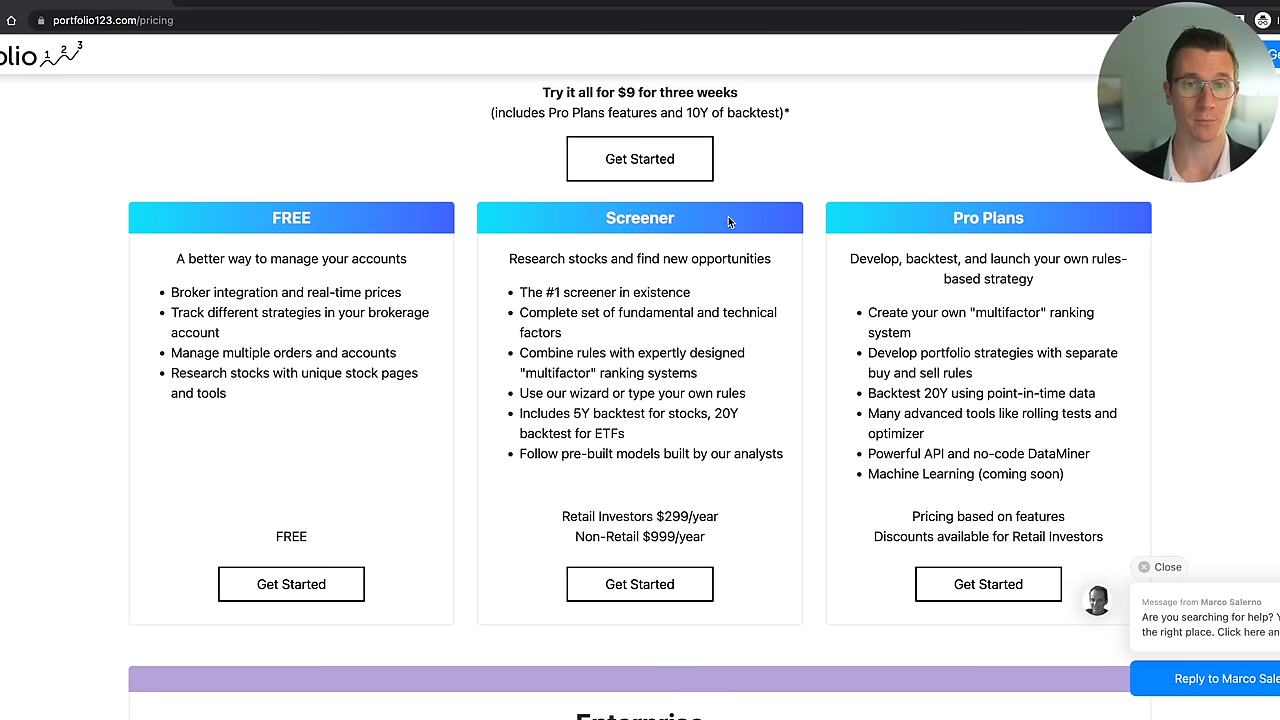 portfolio123.com/pricing
olio 1 2 3
Try it all for $9 for three weeks
(includes Pro Plans features and 10Y of backtest)*
Get Started
FREE
A better way to manage your accounts
• Broker integration and real-time prices
• Track different strategies in your brokerage
account
• Manage multiple orders and accounts
• Research stocks with unique stock pages
and tools
FREE
Get Started
Screener
Research stocks and find new opportunities
• The #1 screener in existence
• Complete set of fundamental and technical
factors
• Combine rules with expertly designed
"multifactor" ranking systems
• Use our wizard or type your own rules
• Includes 5Y backtest for stocks, 20Y
backtest for ETFs
• Follow pre-built models built by our analysts
Retail Investors $299/year
Non-Retail $999/year
Get Started
Pro Plans
Develop, backtest, and launch your own rules-
based strategy
• Create your own "multifactor" ranking
system
• Develop portfolio strategies with separate
buy and sell rules
• Backtest 20Y using point-in-time data
• Many advanced tools like rolling tests and
optimizer
• Powerful API and no-code DataMiner
• Machine Learning (coming soon)
Pricing based on features
Discounts available for Retail Investors
Get Started
Close
Message from Marco Salerno
Are you searching for help?
the right place. Click here
Reply to Marco
Enterprise